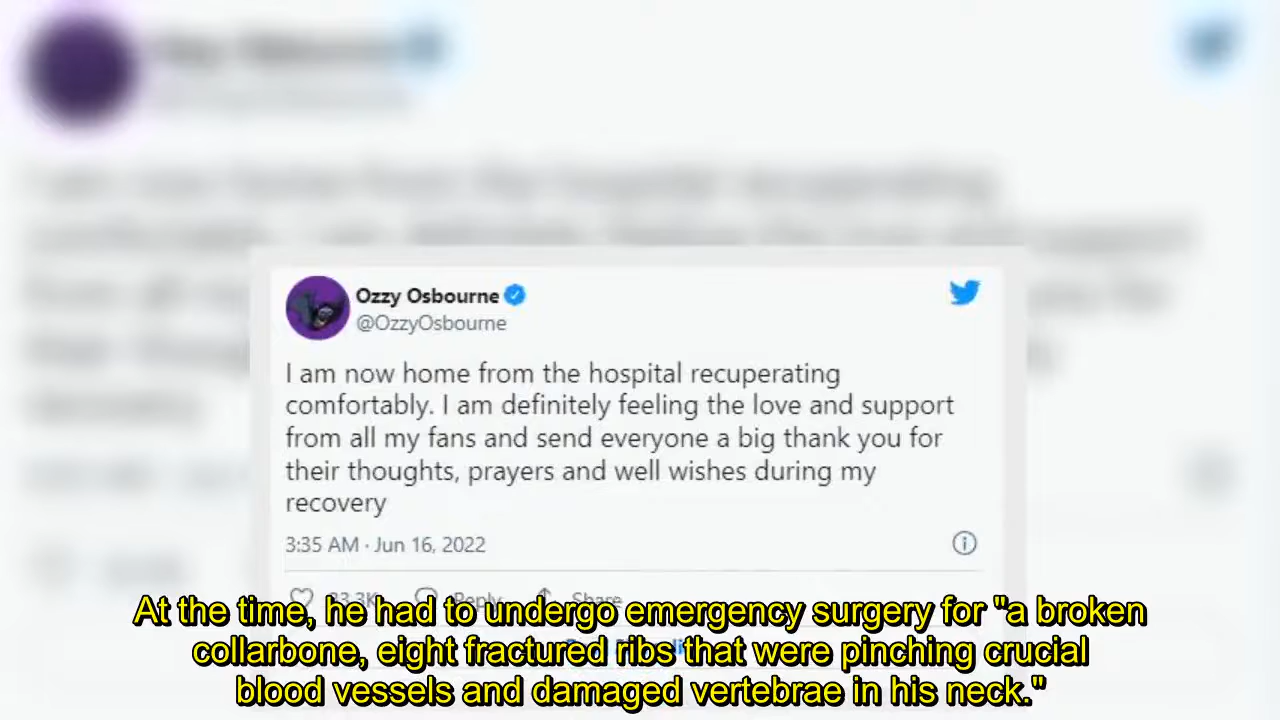 Ozzy Osbourne
@OzzyOsbourne
I am now home from the hospital recuperating
comfortably. I am definitely feeling the love and support
from all my fans and send everyone a big thank you for
their thoughts, prayers and well wishes during my
recovery
3:35 AM · Jun 16, 2022
Reply Share
At the time, he had to undergo emergency surgery for "a broken
collarbone, eight fractured ribs that were pinching crucial
blood vessels and damaged vertebrae in his neck."